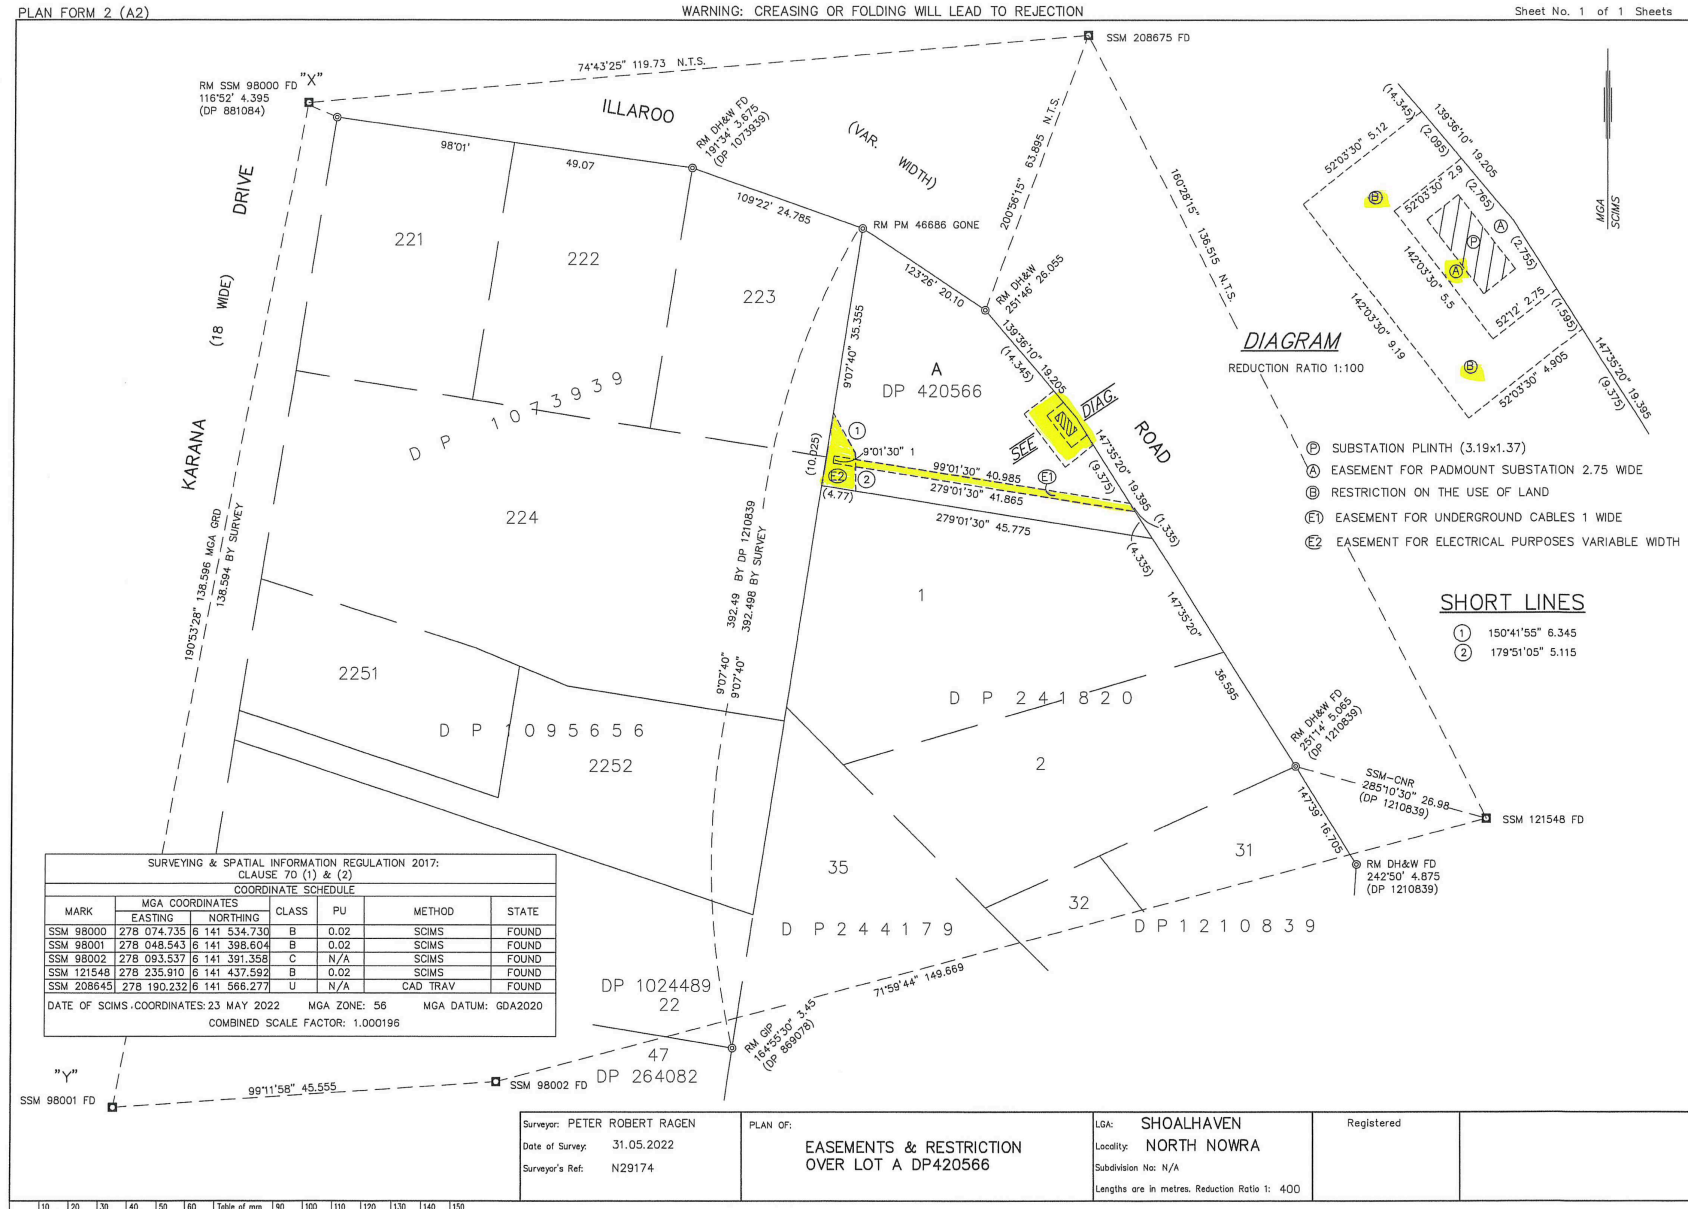 PLAN FORM 2 (A2)
WARNING: CREASING OR FOLDING WILL LEAD TO REJECTION
Sheet No. 1 of 1 Sheets
SSM 208675 FD
74°43'25" 119.73 N.T.S.
"X"
RM SSM 98000 FD
116°52' 4.395
(DP 881084)
ILLAROO
RM DH&W FD
191°34' 3.675
(DP 1073939)
(VAR. WIDTH)
200°56'15" 63.895 N.T.S.
160°28'15" 136.515 N.T.S.
98°01'
49.07
109°22' 24.785
RM PM 46686 GONE
123°26' 20.10
RM DH&W
251°46' 26.055
KARANA DRIVE
(18 WIDE)
221
222
223
9°07'40" 35.355
A
DP 420566
139°36'10" 19.205
(14.345)
SEE DIAG.
ROAD
147°35'20" 19.395
(9.375)
(1.335)
(4.335)
DP 1073939
(10.025)
1
9°01'30" 1
E2
2
(4.77)
99°01'30" 40.985
E1
279°01'30" 41.865
279°01'30" 45.775
224
190°53'28" 138.596 MGA GRD
138.594 BY SURVEY
9°07'40" 392.49 BY DP 1210839
9°07'40" 392.498 BY SURVEY
1
147°35'20"
36.595
DP 241820
2
2251
DP 1095656
2252
RM DH&W FD
251°14' 5.065
(DP 1210839)
SSM-CNR
285°10'30" 26.98
(DP 1210839)
SSM 121548 FD
147°39' 16.705
RM DH&W FD
242°50' 4.875
(DP 1210839)
35
31
32
DP 244179
DP 1210839
71°59'44" 149.669
DP 1024489
22
RM GIP
164°55'30" 3.45
(DP 869078)
47
DP 264082
"Y"
SSM 98001 FD
99°11'58" 45.555
SSM 98002 FD
MGA
SCIMS
(14.345)
139°36'10" 19.205
(2.095)
52°03'30" 5.12
52°03'30" 2.9
(2.765)
B
A
P
(2.755)
A
142°03'30" 5.5
52°12' 2.75
(1.595)
142°03'30" 9.19
B
52°03'30" 4.905
147°35'20" 19.395
(9.375)
DIAGRAM
REDUCTION RATIO 1:100
P SUBSTATION PLINTH (3.19x1.37)
A EASEMENT FOR PADMOUNT SUBSTATION 2.75 WIDE
B RESTRICTION ON THE USE OF LAND
E1 EASEMENT FOR UNDERGROUND CABLES 1 WIDE
E2 EASEMENT FOR ELECTRICAL PURPOSES VARIABLE WIDTH
SHORT LINES
1 150°41'55" 6.345
2 179°51'05" 5.115
SURVEYING & SPATIAL INFORMATION REGULATION 2017:
CLAUSE 70 (1) & (2)
COORDINATE SCHEDULE
MARK MGA COORDINATES CLASS PU METHOD STATE
EASTING NORTHING
SSM 98000 278 074.735 6 141 534.730 B 0.02 SCIMS FOUND
SSM 98001 278 048.543 6 141 398.604 B 0.02 SCIMS FOUND
SSM 98002 278 093.537 6 141 391.358 C N/A SCIMS FOUND
SSM 121548 278 235.910 6 141 437.592 B 0.02 SCIMS FOUND
SSM 208645 278 190.232 6 141 566.277 U N/A CAD TRAV FOUND
DATE OF SCIMS COORDINATES: 23 MAY 2022 MGA ZONE: 56 MGA DATUM: GDA2020
COMBINED SCALE FACTOR: 1.000196
Surveyor: PETER ROBERT RAGEN
Date of Survey: 31.05.2022
Surveyor's Ref: N29174
PLAN OF:
EASEMENTS & RESTRICTION
OVER LOT A DP420566
LGA: SHOALHAVEN
Locality: NORTH NOWRA
Subdivision No: N/A
Lengths are in metres. Reduction Ratio 1: 400
Registered
10 20 30 40 50 60 Table of mm 90 100 110 120 130 140 150